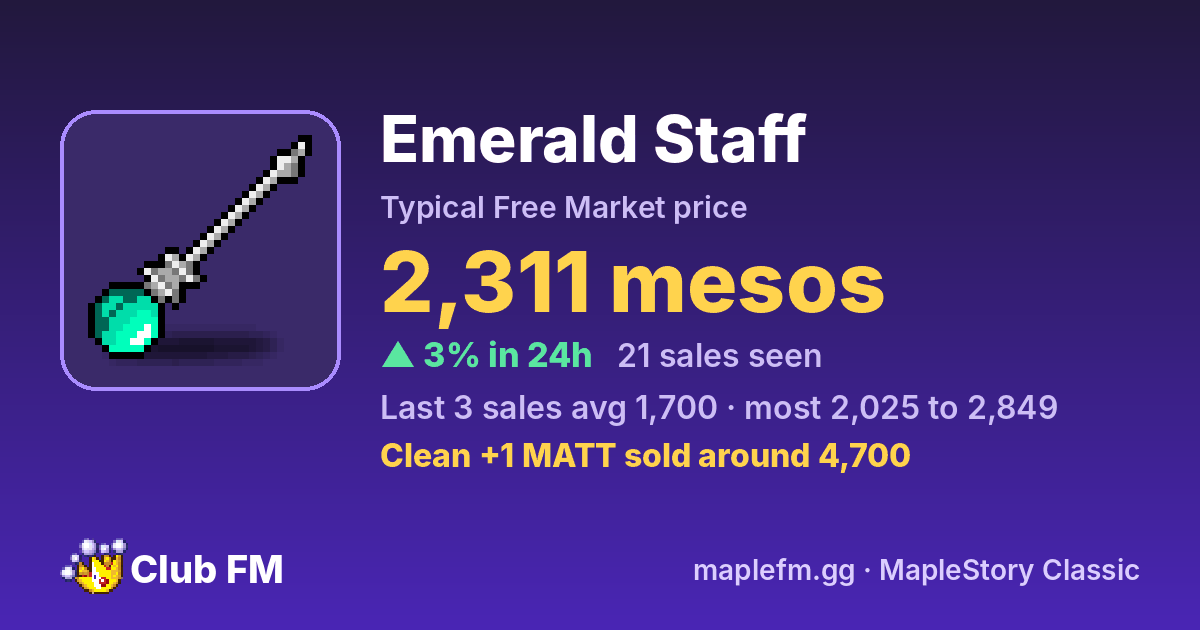 Emerald Staff
Typical Free Market price
2,311 mesos
▲ 3% in 24h 21 sales seen
Last 3 sales avg 1,700 · most 2,025 to 2,849
Clean +1 MATT sold around 4,700
Club FM
maplefm.gg · MapleStory Classic